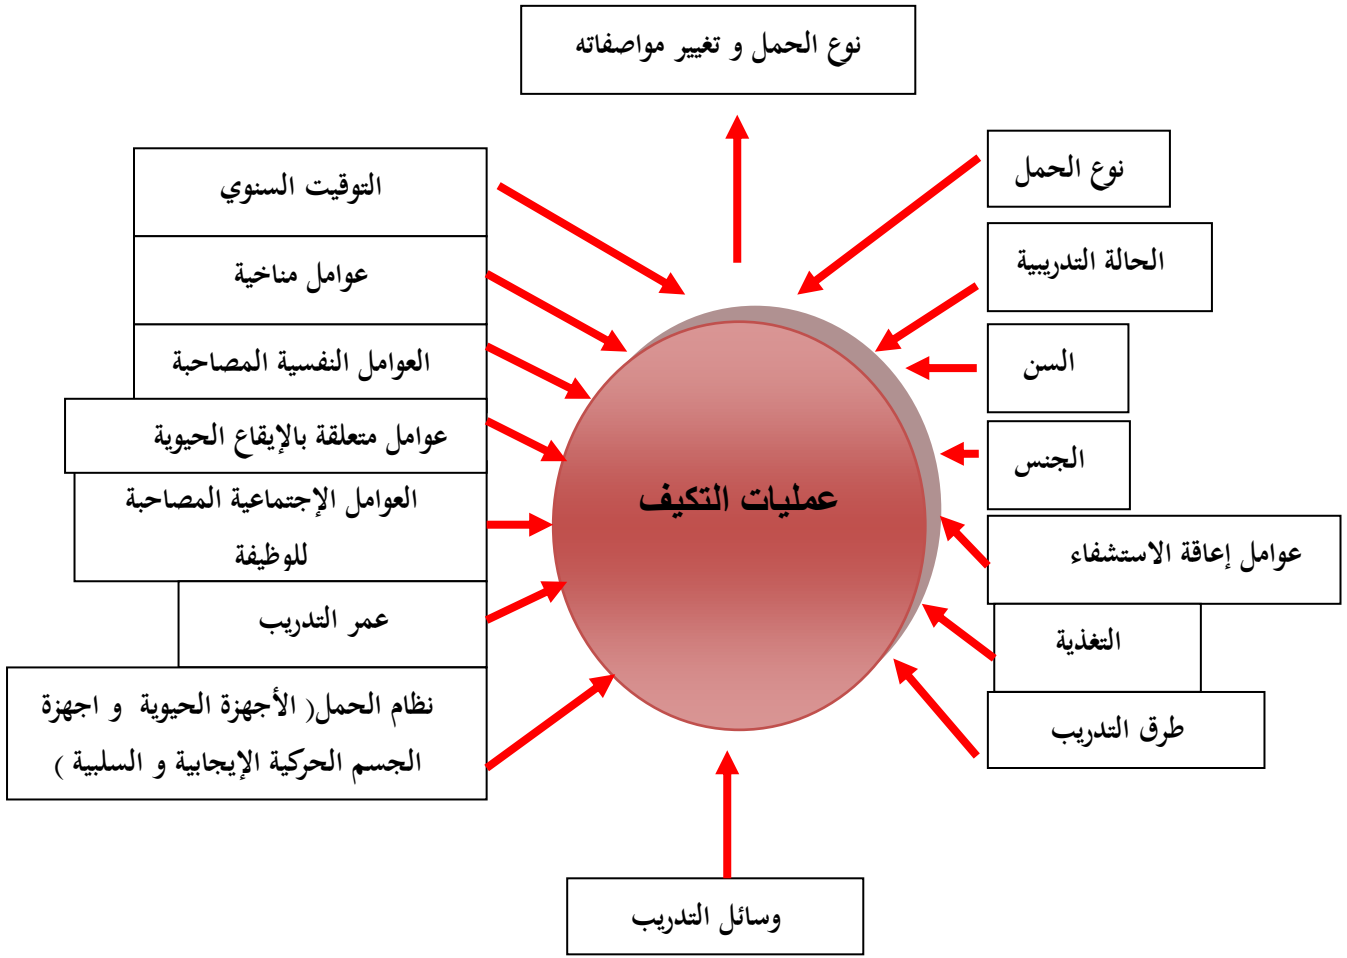 نوع الحمل و تغيير مواصفاته
نوع الحمل
الحالة التدريبية
السن
الجنس
عوامل إعاقة الاستشفاء
التغذية
طرق التدريب
عمليات التكيف
التوقيت السنوي
عوامل مناخية
العوامل النفسية المصاحبة
عوامل متعلقة بالإيقاع الحيوية
العوامل الإجتماعية المصاحبة
للوظيفة
عمر التدريب
نظام الحمل( الأجهزة الحيوية و اجهزة
الجسم الحركية الإيجابية و السلبية )
وسائل التدريب